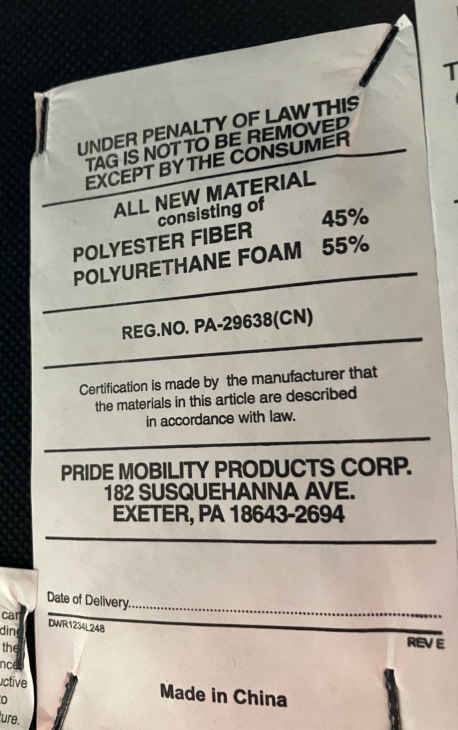 UNDER PENALTY OF LAW THIS
TAG IS NOT TO BE REMOVED
EXCEPT BY THE CONSUMER
ALL NEW MATERIAL
consisting of
POLYESTER FIBER 45%
POLYURETHANE FOAM 55%
REG.NO. PA-29638(CN)
Certification is made by the manufacturer that
the materials in this article are described
in accordance with law.
PRIDE MOBILITY PRODUCTS CORP.
182 SUSQUEHANNA AVE.
EXETER, PA 18643-2694
Date of Delivery
DWR1234L248
REV E
Made in China
the
to